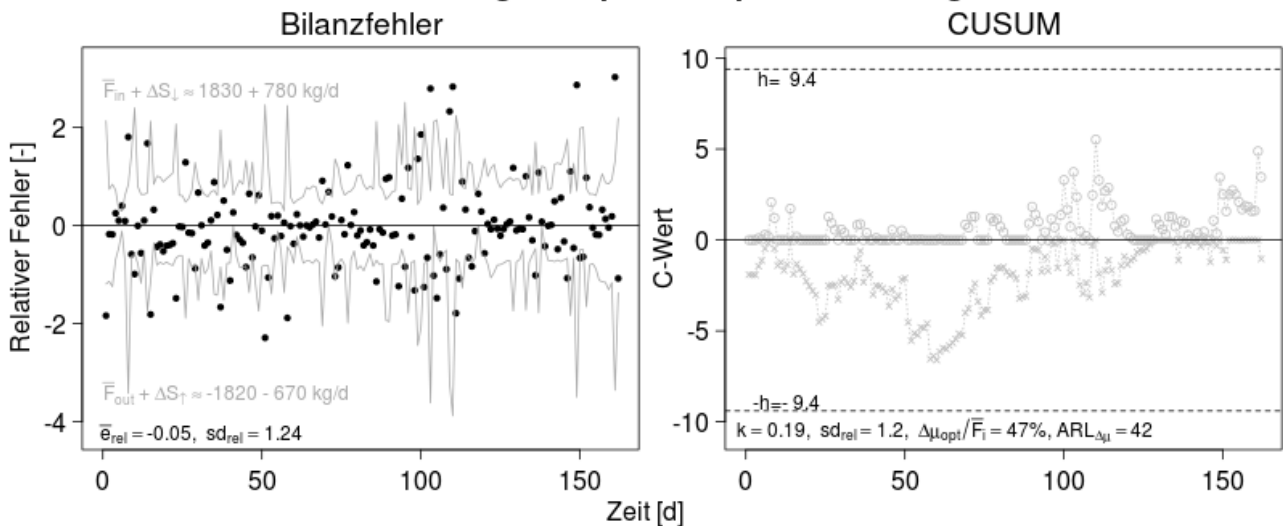 Bilanzfehler
CUSUM
Relativer Fehler [-]
2
0
-2
-4
F̅in + ΔS↓ ≈ 1830 + 780 kg/d
F̅out + ΔS↑ ≈ -1820 - 670 kg/d
e̅rel = -0.05, sdrel = 1.24
0 50 100 150
C-Wert
10
5
0
-5
-10
h= 9.4
-h=- 9.4
k = 0.19, sdrel = 1.2, Δμopt/F̅i = 47%, ARLΔμ = 42
0 50 100 150
Zeit [d]